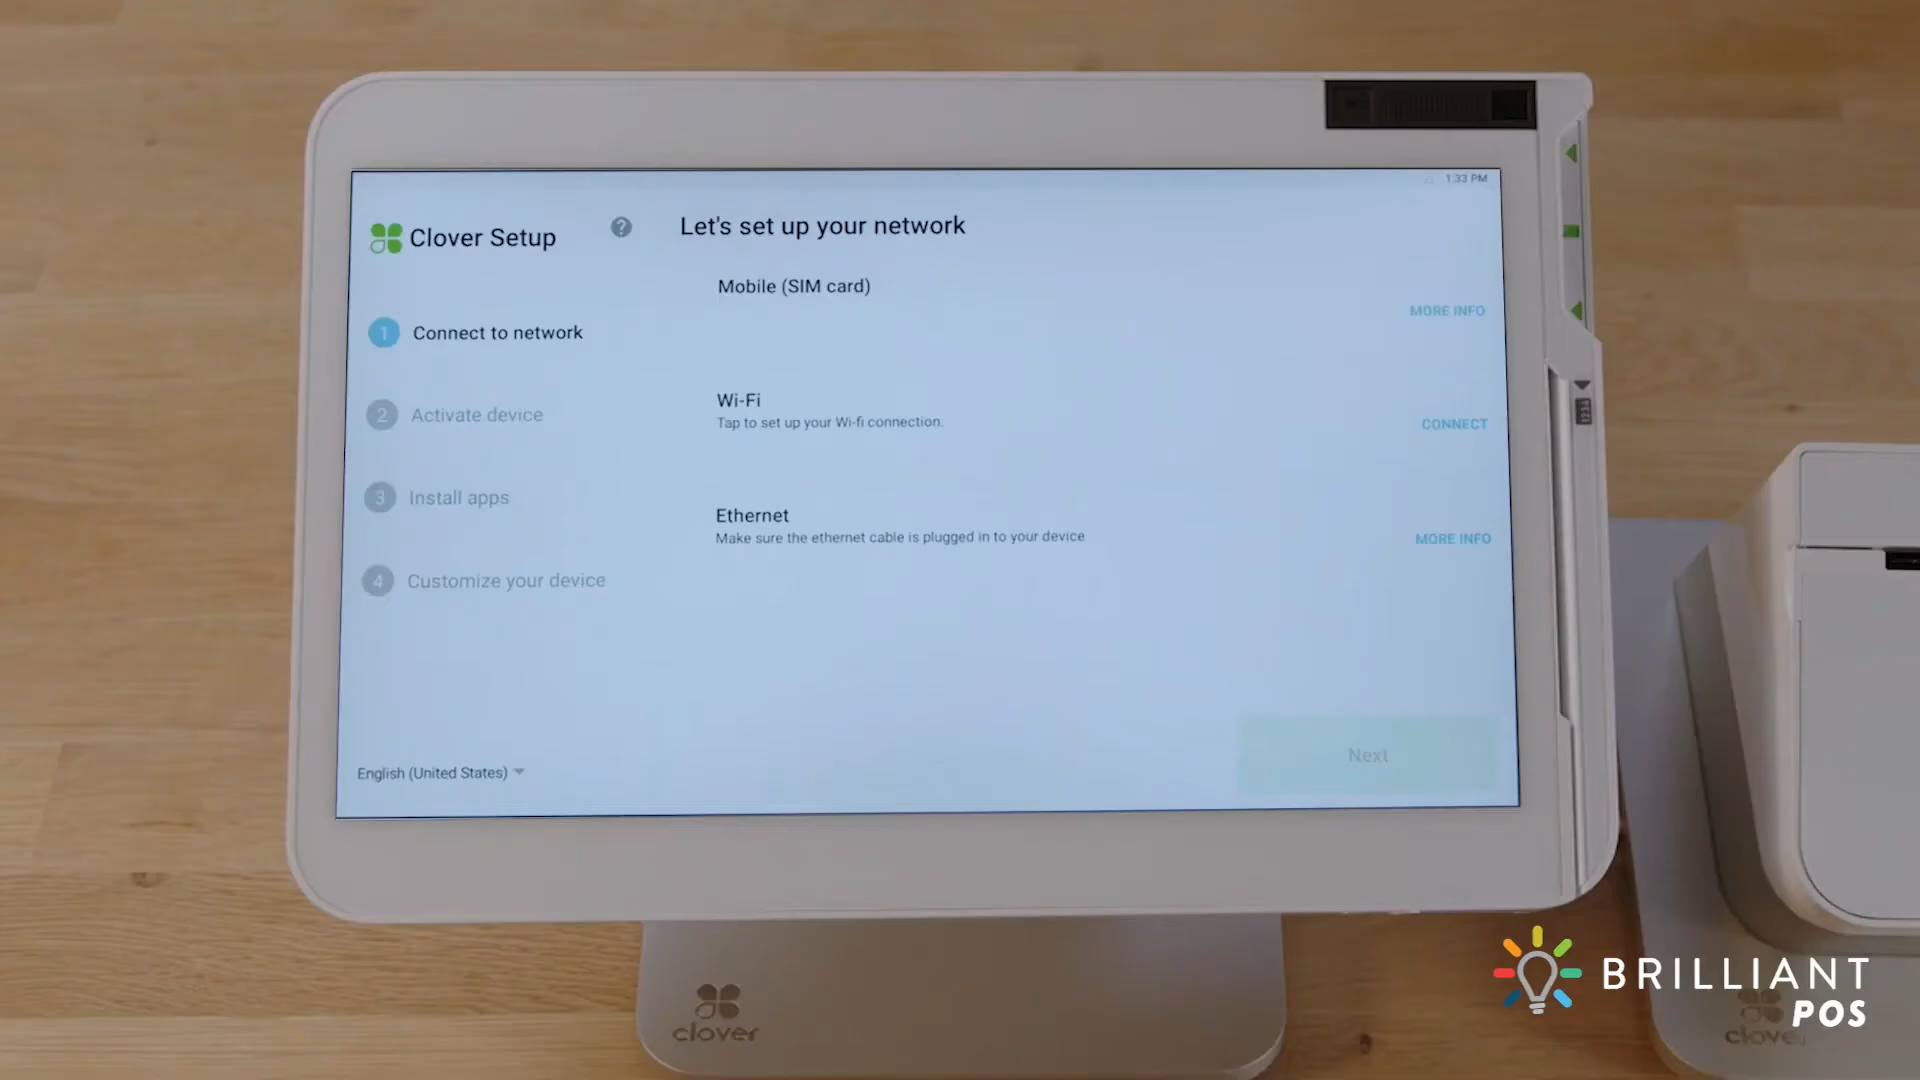 1:33 PM
Clover Setup
?
Let's set up your network
1 Connect to network
2 Activate device
3 Install apps
4 Customize your device
Mobile (SIM card)
MORE INFO
Wi-Fi
Tap to set up your Wi-fi connection.
CONNECT
Ethernet
Make sure the ethernet cable is plugged in to your device
MORE INFO
English (United States)
Next
1234
clover
clover
BRILLIANT
POS